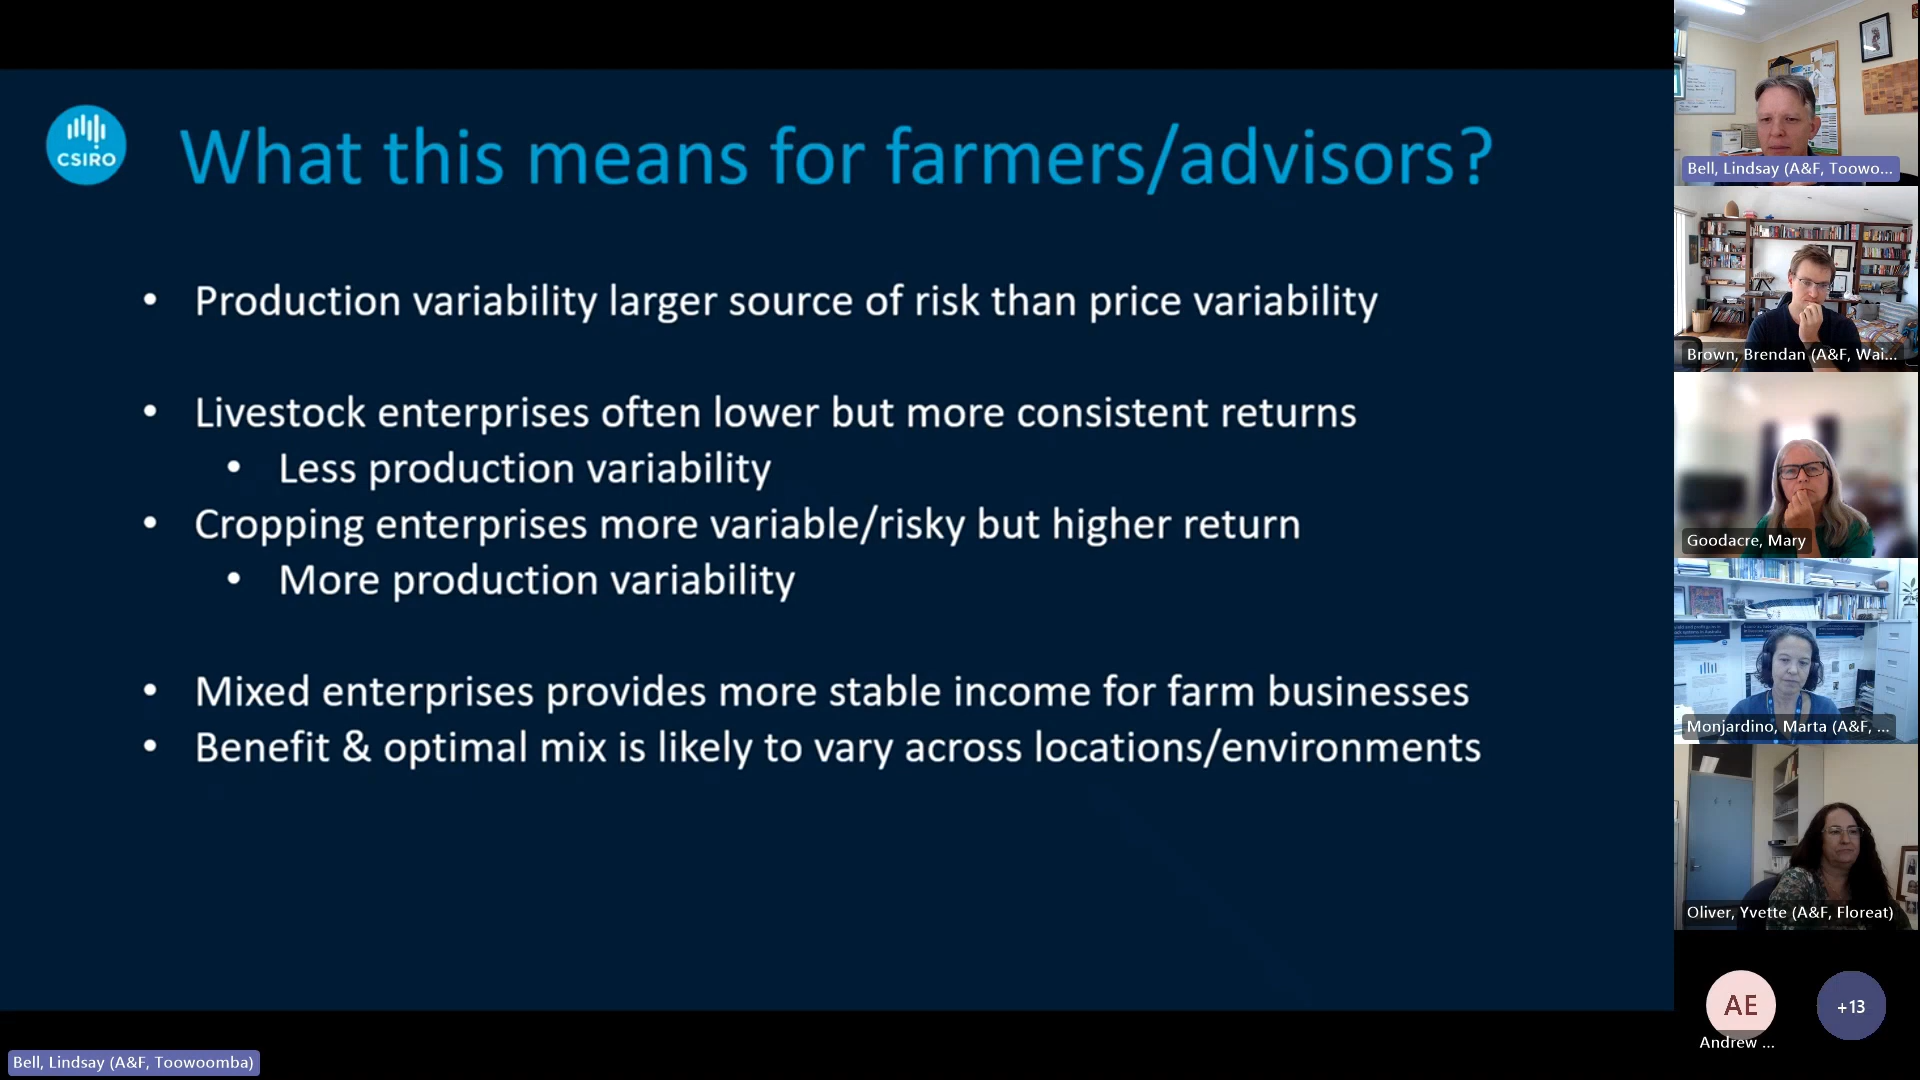 CSIRO
What this means for farmers/advisors?
• Production variability larger source of risk than price variability
• Livestock enterprises often lower but more consistent returns
• Less production variability
• Cropping enterprises more variable/risky but higher return
• More production variability
• Mixed enterprises provides more stable income for farm businesses
• Benefit & optimal mix is likely to vary across locations/environments
Bell, Lindsay (A&F, Toowoomba)
Bell, Lindsay (A&F, Toowo...
Brown, Brendan (A&F, Wai...
Goodacre, Mary
Monjardino, Marta (A&F, ...
Oliver, Yvette (A&F, Floreat)
AE
Andrew ...
+13